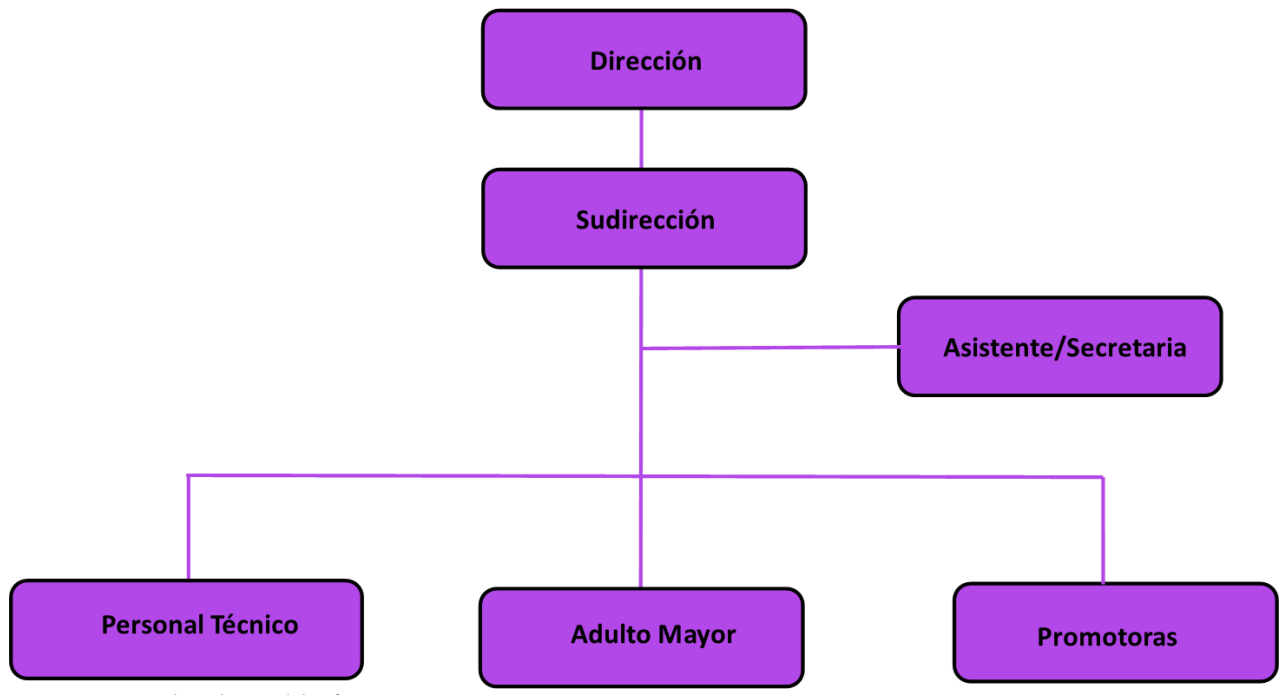 Dirección
Sudirección
Asistente/Secretaria
Personal Técnico
Adulto Mayor
Promotoras